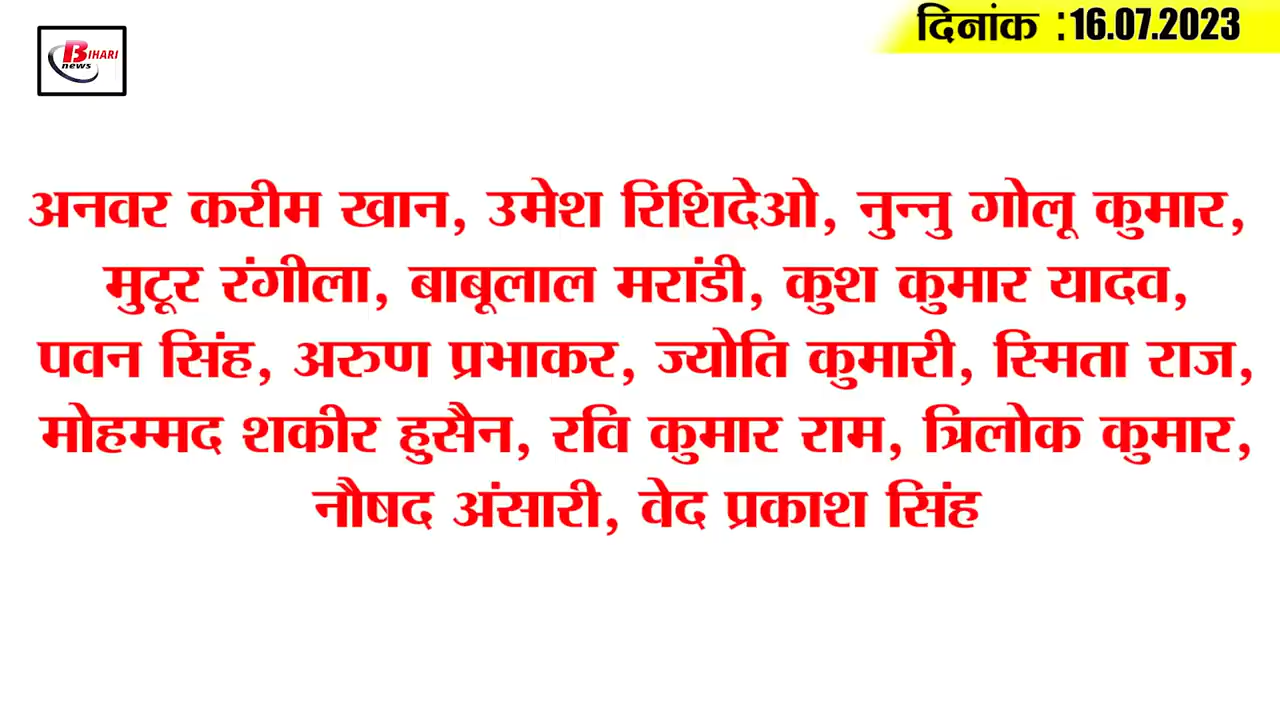 BIHARI
news
दिनांक :16.07.2023
अनवर करीम खान, उमेश रिशिदेओ, नुन्नु गोलू कुमार,
मुटूर रंगीला, बाबूलाल मरांडी, कुश कुमार यादव,
पवन सिंह, अरुण प्रभाकर, ज्योति कुमारी, स्मिता राज,
मोहम्मद शकीर हुसैन, रवि कुमार राम, त्रिलोक कुमार,
नौषद अंसारी, वेद प्रकाश सिंह